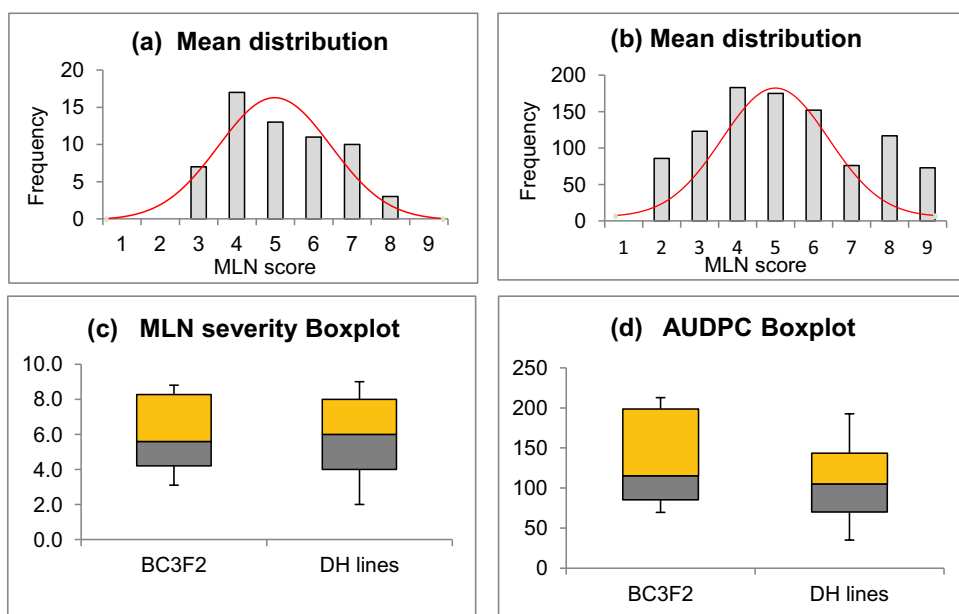 (a) Mean distribution
20
15
10
5
0
Frequency
1 2 3 4 5 6 7 8 9
MLN score
(b) Mean distribution
200
150
100
50
0
Frequency
1 2 3 4 5 6 7 8 9
MLN score
(c) MLN severity Boxplot
10.0
8.0
6.0
4.0
2.0
0.0
BC3F2 DH lines
(d) AUDPC Boxplot
250
200
150
100
50
0
BC3F2 DH lines